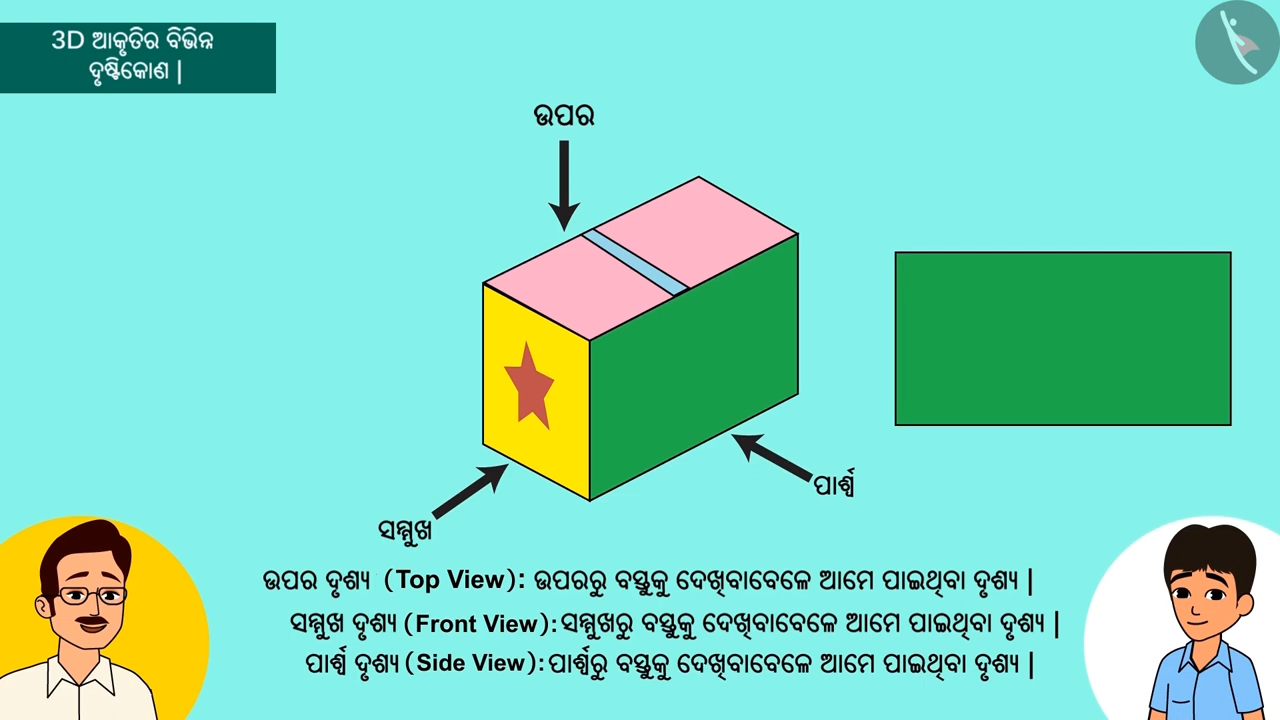 3D ଆକୃତିର ବିଭିନ୍ନ
ଦୃଷ୍ଟିକୋଣ |
ଉପର
ପାର୍ଶ୍ଵ
ସମ୍ମୁଖ
ଉପର ଦୃଶ୍ୟ (Top View): ଉପରରୁ ବସ୍ତୁକୁ ଦେଖିବାବେଳେ ଆମେ ପାଇଥିବା ଦୃଶ୍ୟ |
ସମ୍ମୁଖ ଦୃଶ୍ୟ (Front View): ସମ୍ମୁଖରୁ ବସ୍ତୁକୁ ଦେଖିବାବେଳେ ଆମେ ପାଇଥିବା ଦୃଶ୍ୟ |
ପାର୍ଶ୍ଵ ଦୃଶ୍ୟ (Side View): ପାର୍ଶ୍ଵରୁ ବସ୍ତୁକୁ ଦେଖିବାବେଳେ ଆମେ ପାଇଥିବା ଦୃଶ୍ୟ |